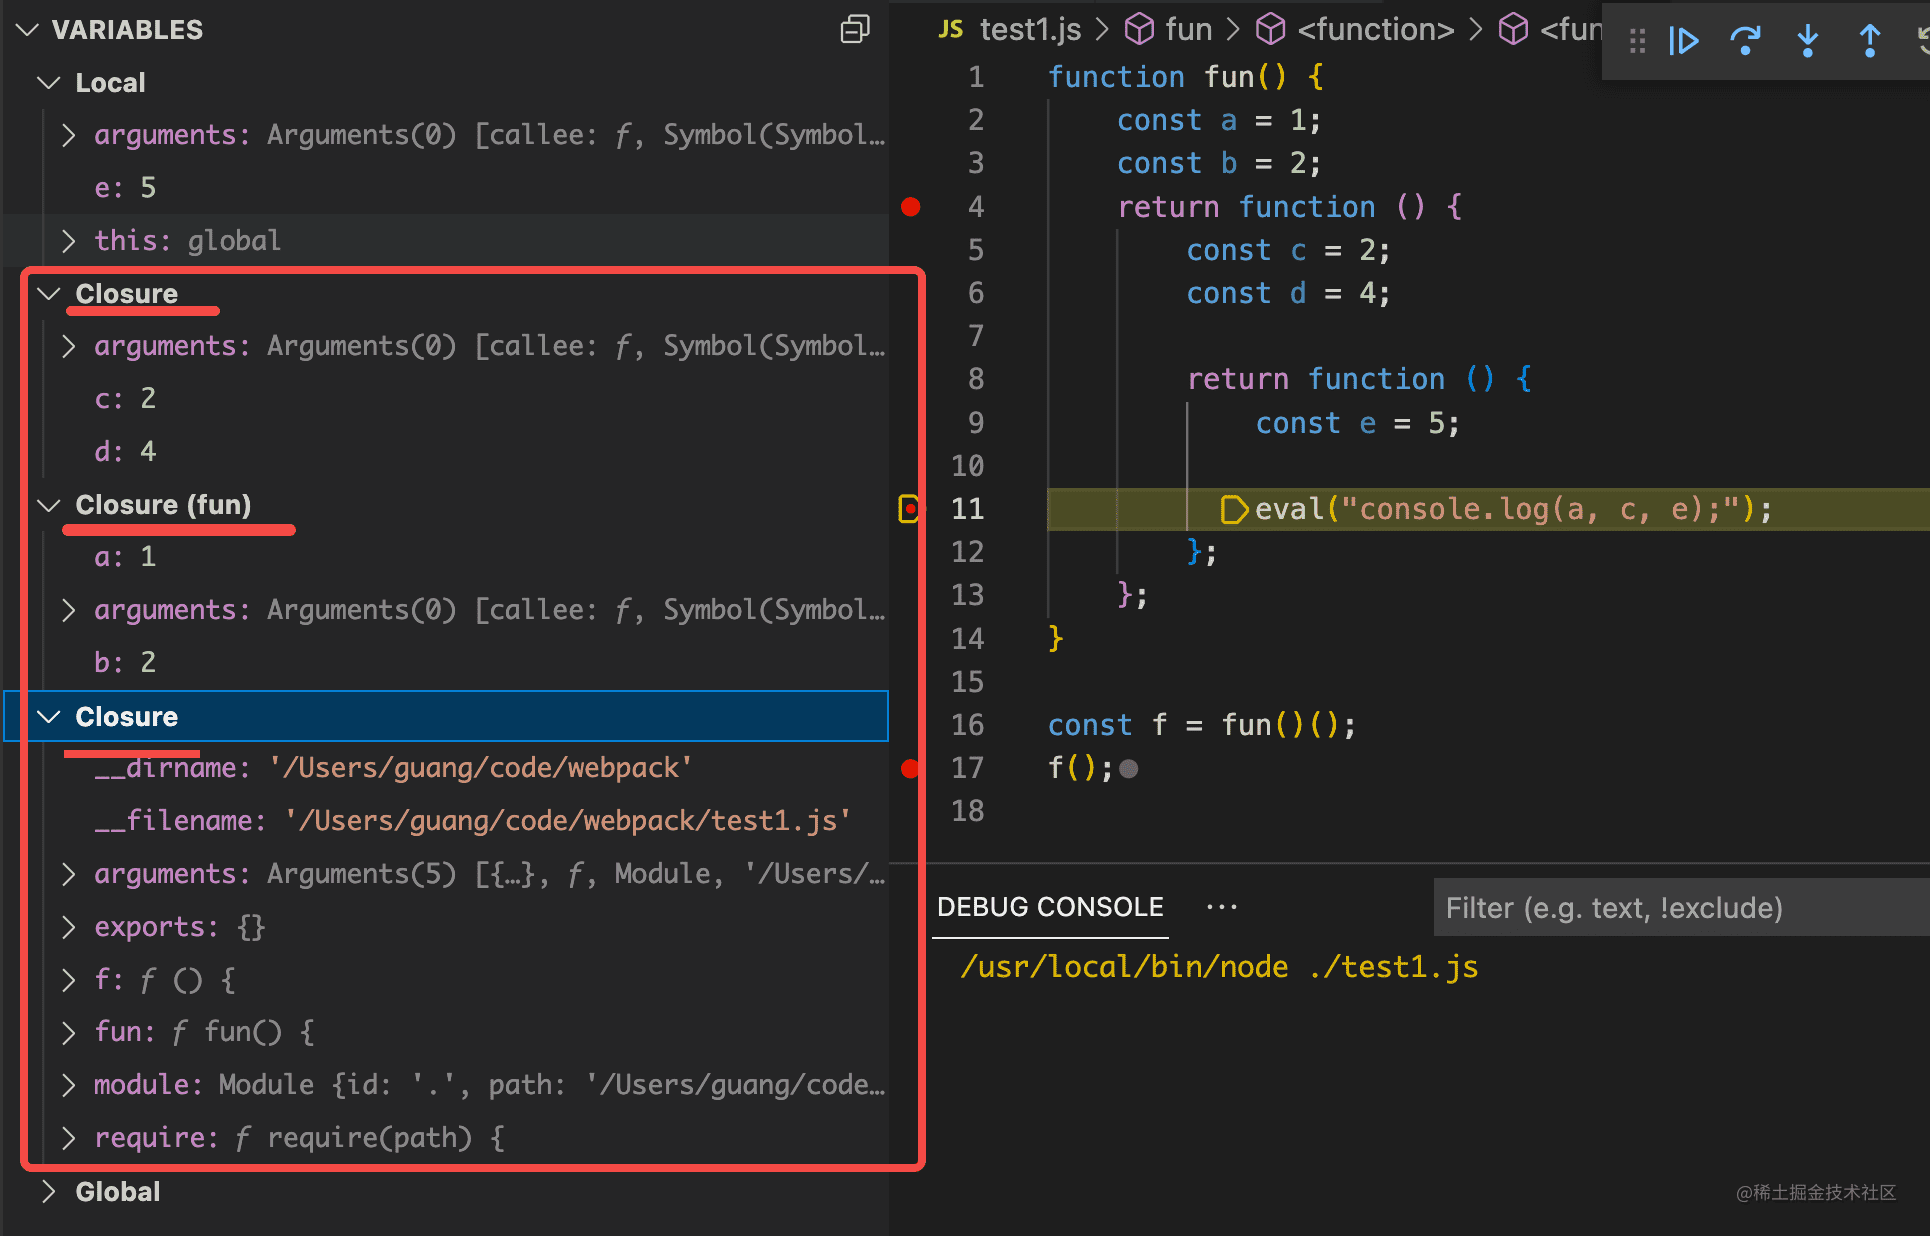 VARIABLES
Local
arguments: Arguments(0) [callee: ƒ, Symbol(Symbol…
e: 5
this: global
Closure
arguments: Arguments(0) [callee: ƒ, Symbol(Symbol…
c: 2
d: 4
Closure (fun)
a: 1
arguments: Arguments(0) [callee: ƒ, Symbol(Symbol…
b: 2
Closure
__dirname: '/Users/guang/code/webpack'
__filename: '/Users/guang/code/webpack/test1.js'
arguments: Arguments(5) [{…}, ƒ, Module, '/Users/…
exports: {}
f: ƒ () {
fun: ƒ fun() {
module: Module {id: '.', path: '/Users/guang/code…
require: ƒ require(path) {
Global
JS test1.js > fun > <function> > <fun
1 function fun() {
2 const a = 1;
3 const b = 2;
4 return function () {
5 const c = 2;
6 const d = 4;
7
8 return function () {
9 const e = 5;
10
11 eval("console.log(a, c, e);");
12 };
13 };
14 }
15
16 const f = fun()();
17 f();
18
DEBUG CONSOLE ··· Filter (e.g. text, !exclude)
/usr/local/bin/node ./test1.js
@稀土掘金技术社区